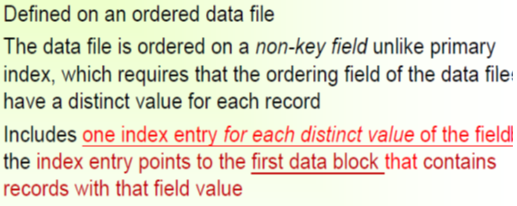 Defined on an ordered data file
The data file is ordered on a non-key field unlike primary
index, which requires that the ordering field of the data file
have a distinct value for each record
Includes one index entry for each distinct value of the field
the index entry points to the first data block that contains
records with that field value